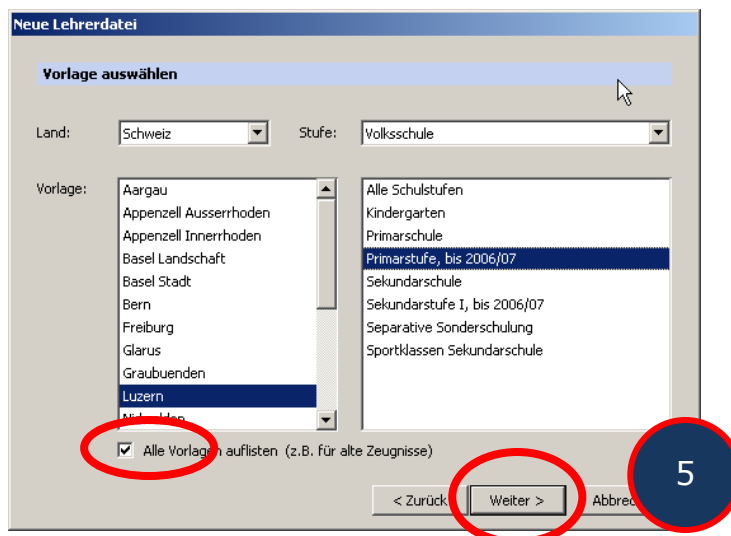 Neue Lehrerdatei
Vorlage auswählen
Land: Schweiz Stufe: Volksschule
Vorlage:
Aargau
Appenzell Ausserrhoden
Appenzell Innerrhoden
Basel Landschaft
Basel Stadt
Bern
Freiburg
Glarus
Graubuenden
Luzern
Alle Schulstufen
Kindergarten
Primarschule
Primarstufe, bis 2006/07
Sekundarschule
Sekundarstufe I, bis 2006/07
Separative Sonderschulung
Sportklassen Sekundarschule
Alle Vorlagen auflisten (z.B. für alte Zeugnisse)
< Zurück Weiter >
5